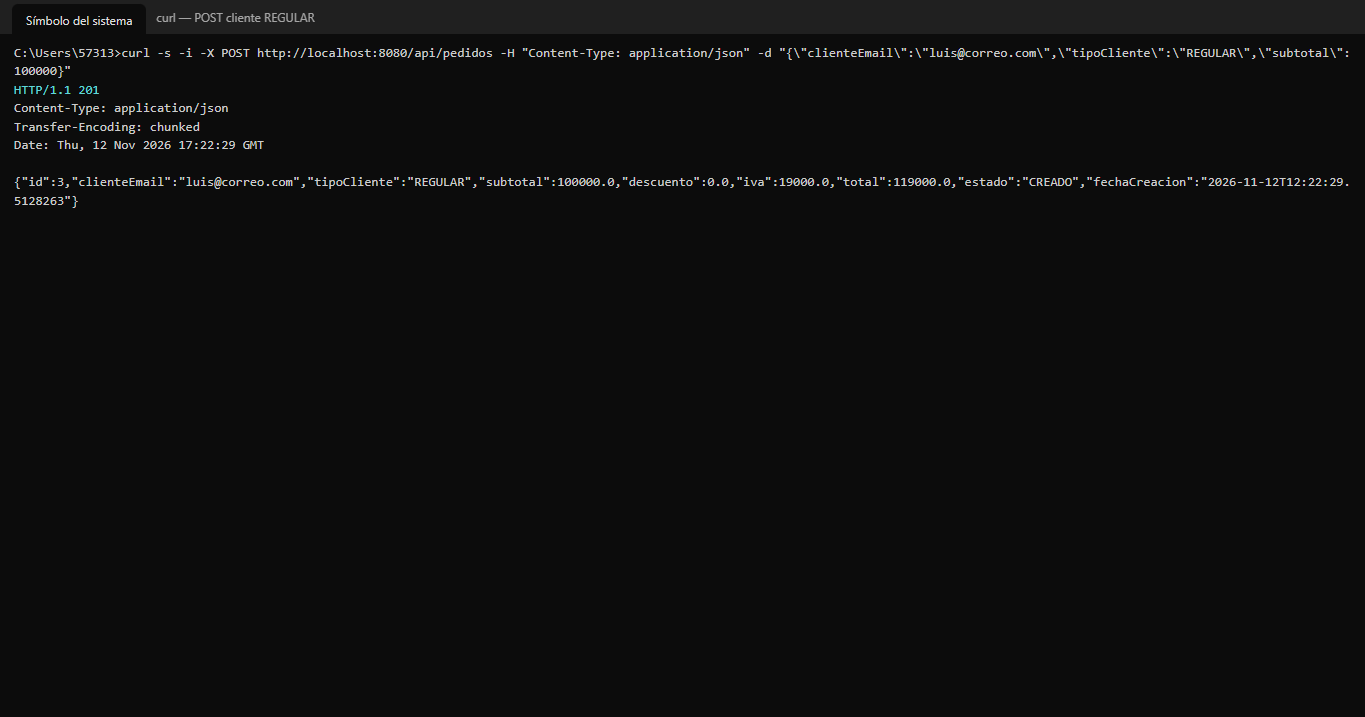 Símbolo del sistema
curl — POST cliente REGULAR
C:\Users\57313>curl -s -i -X POST http://localhost:8080/api/pedidos -H "Content-Type: application/json" -d "{\"clienteEmail\":\"luis@correo.com\",\"tipoCliente\":\"REGULAR\",\"subtotal\":
100000}"
HTTP/1.1 201
Content-Type: application/json
Transfer-Encoding: chunked
Date: Thu, 12 Nov 2026 17:22:29 GMT
{"id":3,"clienteEmail":"luis@correo.com","tipoCliente":"REGULAR","subtotal":100000.0,"descuento":0.0,"iva":19000.0,"total":119000.0,"estado":"CREADO","fechaCreacion":"2026-11-12T12:22:29.
5128263"}